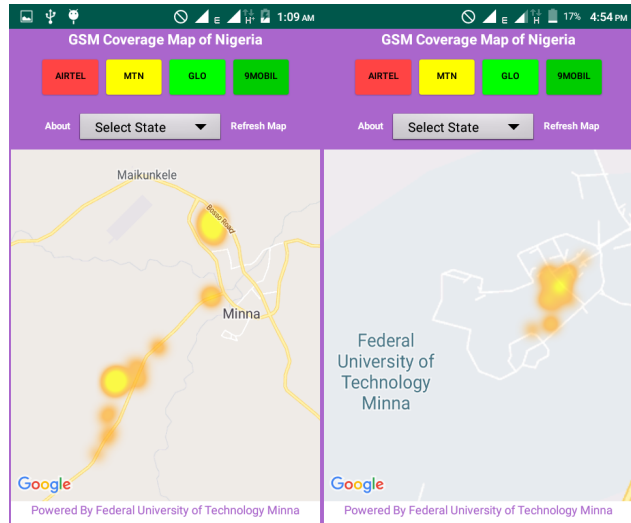 E H+ 1:09 AM
GSM Coverage Map of Nigeria
AIRTEL MTN GLO 9MOBIL
About Select State Refresh Map
Maikunkele
Bosso Road
Minna
Google
Powered By Federal University of Technology Minna
E H 17% 4:54 PM
GSM Coverage Map of Nigeria
AIRTEL MTN GLO 9MOBIL
About Select State Refresh Map
Federal
University of
Technology
Minna
Google
Powered By Federal University of Technology Minna